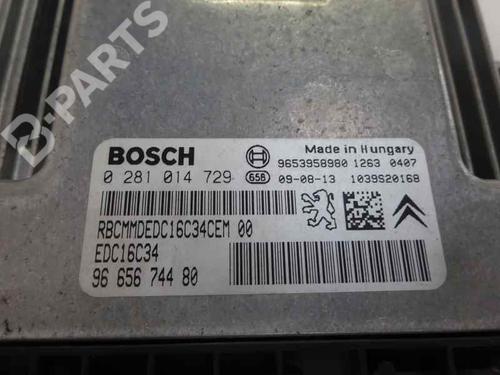 B-PARTS
BOSCH
Made in Hungary
9653958980 1263 0407
0 281 014 729
65B
09-08-13 1039S20168
RBCMMDEDC16C34CEM 00
EDC16C34
96 656 744 80